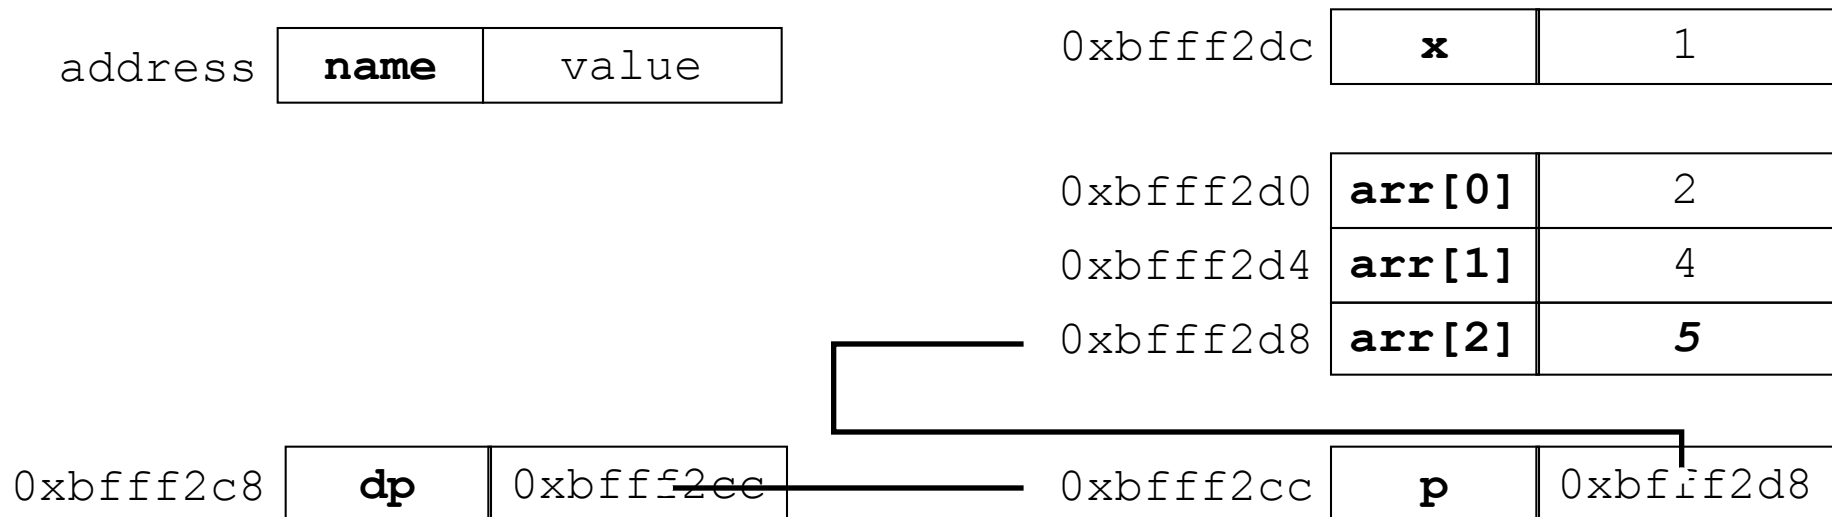 address name value
0xbfff2dc x 1
0xbfff2d0 arr[0] 2
0xbfff2d4 arr[1] 4
0xbfff2d8 arr[2] 5
0xbfff2c8 dp 0xbfff2cc
0xbfff2cc p 0xbfff2d8